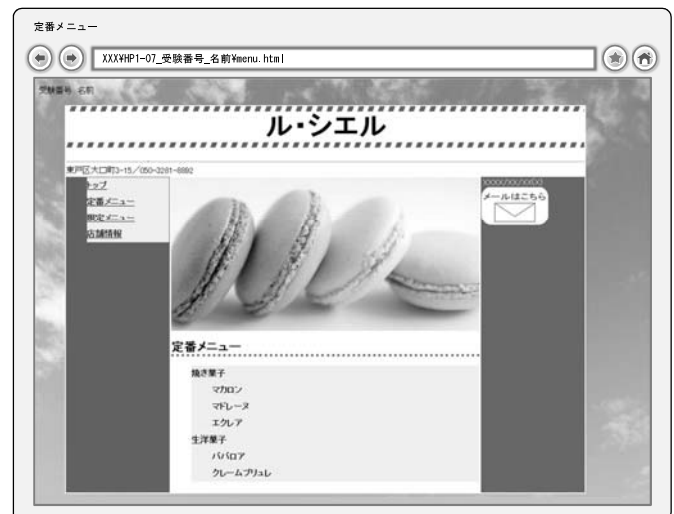 定番メニュー
XXX¥HP1-07_受験番号_名前¥menu.html
受験番号 名前
ル・シエル
東戸区大口町3-15／050-3281-8892
トップ
定番メニュー
限定メニュー
店舗情報
xxxx/xx/xx(x)
メールはこちら
定番メニュー
焼き菓子
マカロン
マドレーヌ
エクレア
生洋菓子
ババロア
クレームブリュレ